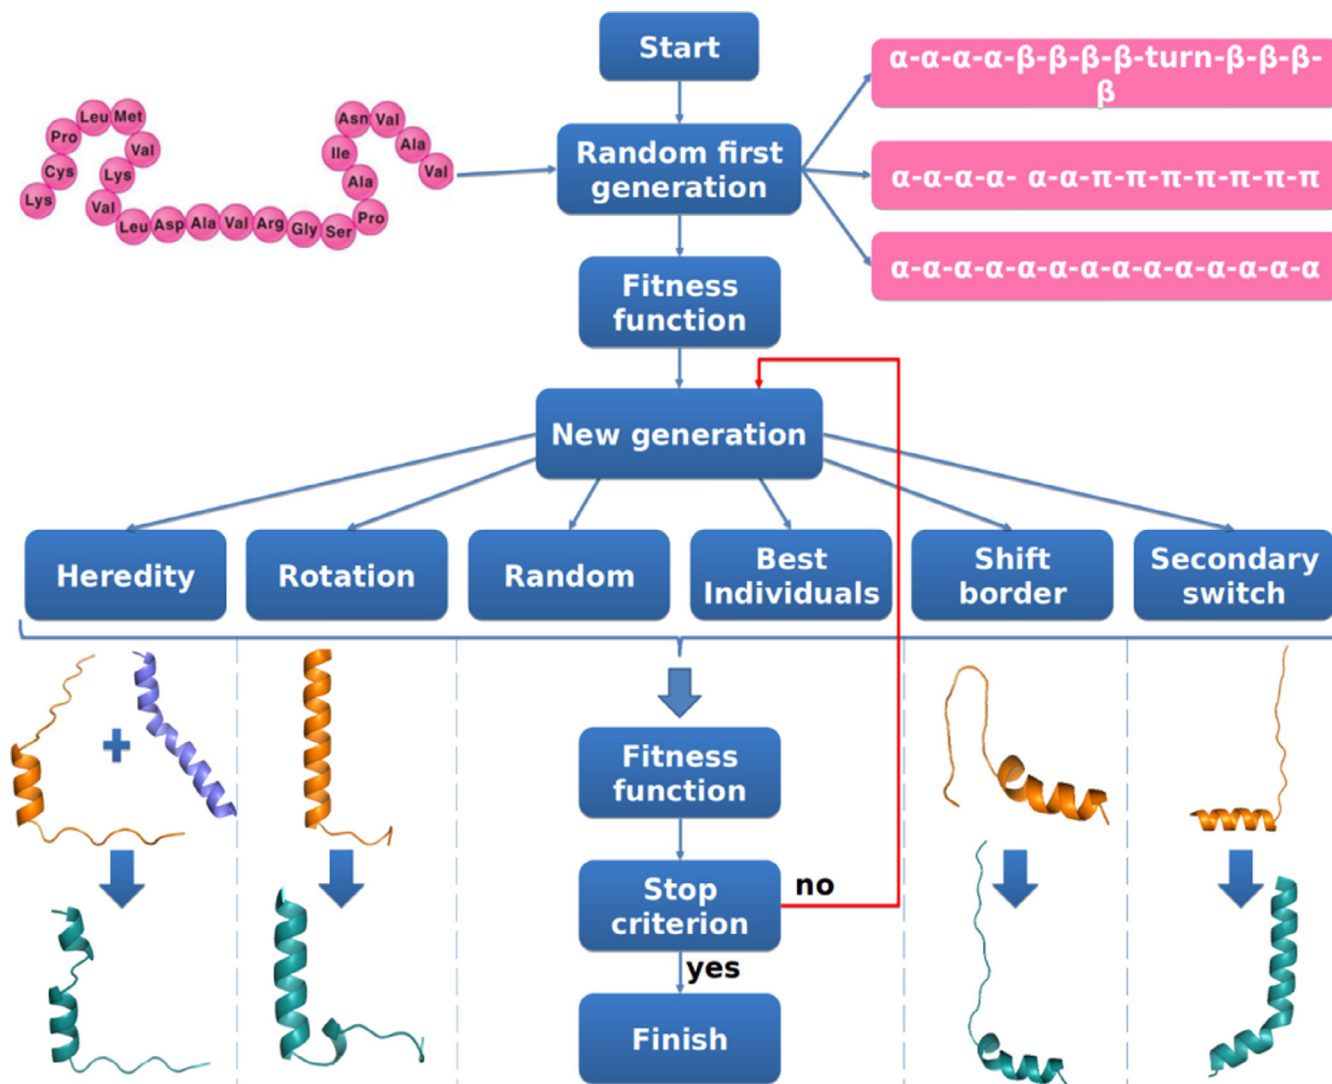 Start
α-α-α-α-β-β-β-β-turn-β-β-β-
β
Lys
Cys
Pro
Leu
Met
Val
Lys
Val
Leu
Asp
Ala
Val
Arg
Gly
Ser
Pro
Ala
Ile
Asn
Val
Ala
Val
Random first
generation
α-α-α-α- α-α-π-π-π-π-π-π-π
α-α-α-α-α-α-α-α-α-α-α-α-α-α
Fitness
function
New generation
Heredity
Rotation
Random
Best
Individuals
Shift
border
Secondary
switch
+
Fitness
function
Stop
criterion
no
yes
Finish